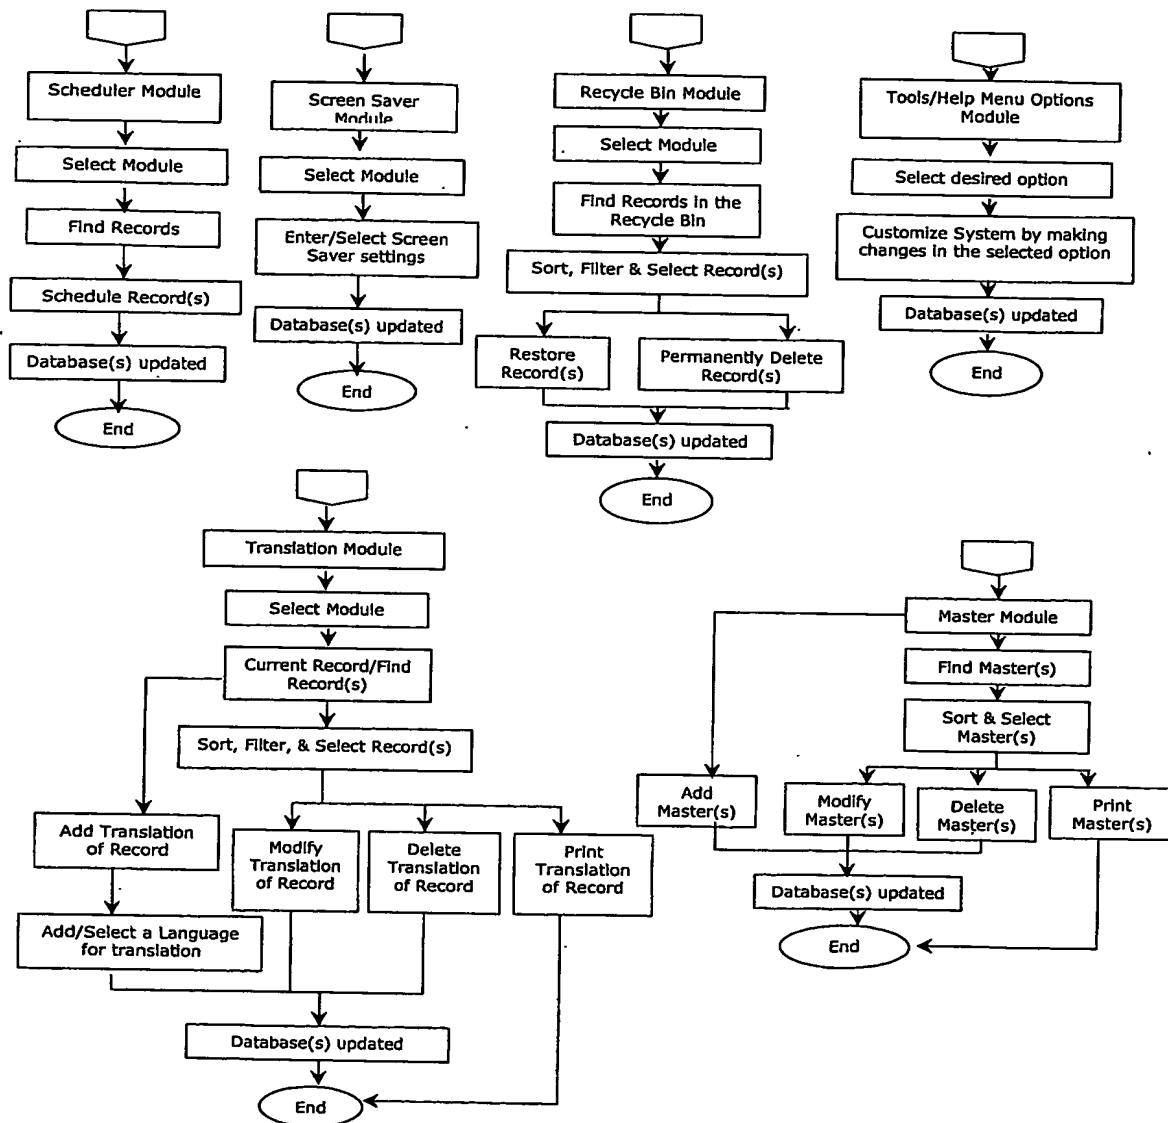 Scheduler Module
Select Module
Find Records
Schedule Record(s)
Database(s) updated
End
Screen Saver
Module
Select Module
Enter/Select Screen
Saver settings
Database(s) updated
End
Recycle Bin Module
Select Module
Find Records in the
Recycle Bin
Sort, Filter & Select Record(s)
Restore
Record(s)
Permanently Delete
Record(s)
Database(s) updated
End
Tools/Help Menu Options
Module
Select desired option
Customize System by making
changes in the selected option
Database(s) updated
End
Translation Module
Select Module
Current Record/Find
Record(s)
Sort, Filter, & Select Record(s)
Add Translation
of Record
Add/Select a Language
for translation
Modify
Translation
of Record
Delete
Translation
of Record
Print
Translation
of Record
Database(s) updated
End
Master Module
Find Master(s)
Sort & Select
Master(s)
Add
Master(s)
Modify
Master(s)
Delete
Master(s)
Print
Master(s)
Database(s) updated
End